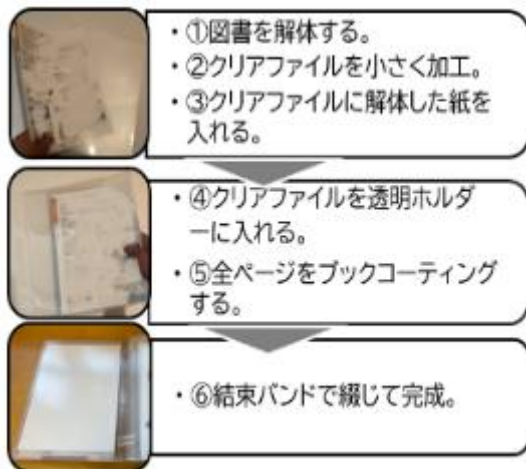 ・①図書を解体する。
・②クリアファイルを小さく加工。
・③クリアファイルに解体した紙を
入れる。
・④クリアファイルを透明ホルダ
ーに入れる。
・⑤全ページをブックコーティング
する。
・⑥結束バンドで綴じて完成。